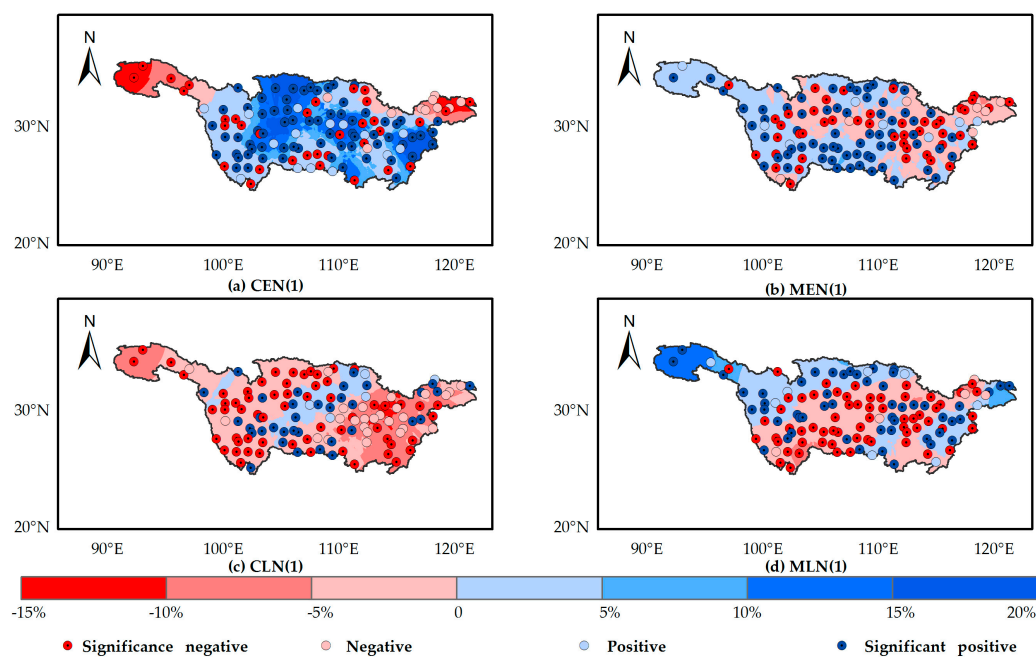 N N
30°N 30°N
20°N 20°N
90°E 100°E 110°E 120°E 90°E 100°E 110°E 120°E
(a) CEN(1) (b) MEN(1)
N N
30°N 30°N
20°N 20°N
90°E 100°E 110°E 120°E 90°E 100°E 110°E 120°E
(c) CLN(1) (d) MLN(1)
-15% -10% -5% 0 5% 10% 15% 20%
Significance negative Negative Positive Significant positive